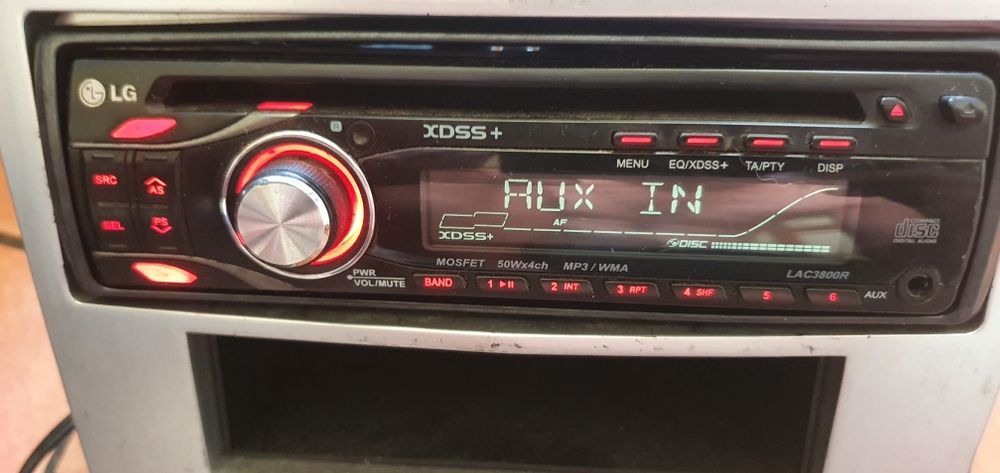 LG
XDSS+
MENU EQ/XDSS+ TA/PTY DISP
SRC AS
SEL PS
AUX IN
AF
XDSS+
DISC
COMPACT
disc
DIGITAL AUDIO
MOSFET 50Wx4ch MP3 / WMA
LAC3800R
PWR
VOL/MUTE
BAND 1 2 INT 3 RPT 4 SHF 5 6 AUX